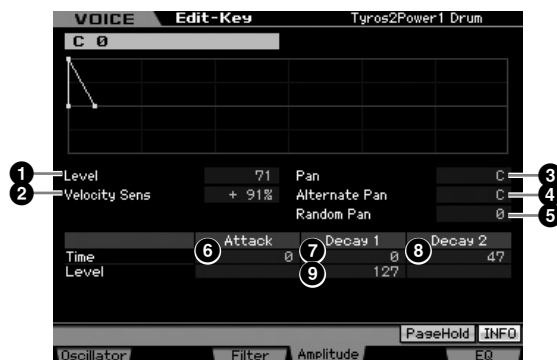 VOICE Edit-Key Tyros2Power1 Drum
C 0
1 Level 71 Pan C 3
2 Velocity Sens + 91% Alternate Pan C 4
Random Pan 0 5
6 Attack 7 Decay 1 8 Decay 2
Time 0 0 47
Level 9 127
PageHold INFO
Oscillator Filter Amplitude EQ